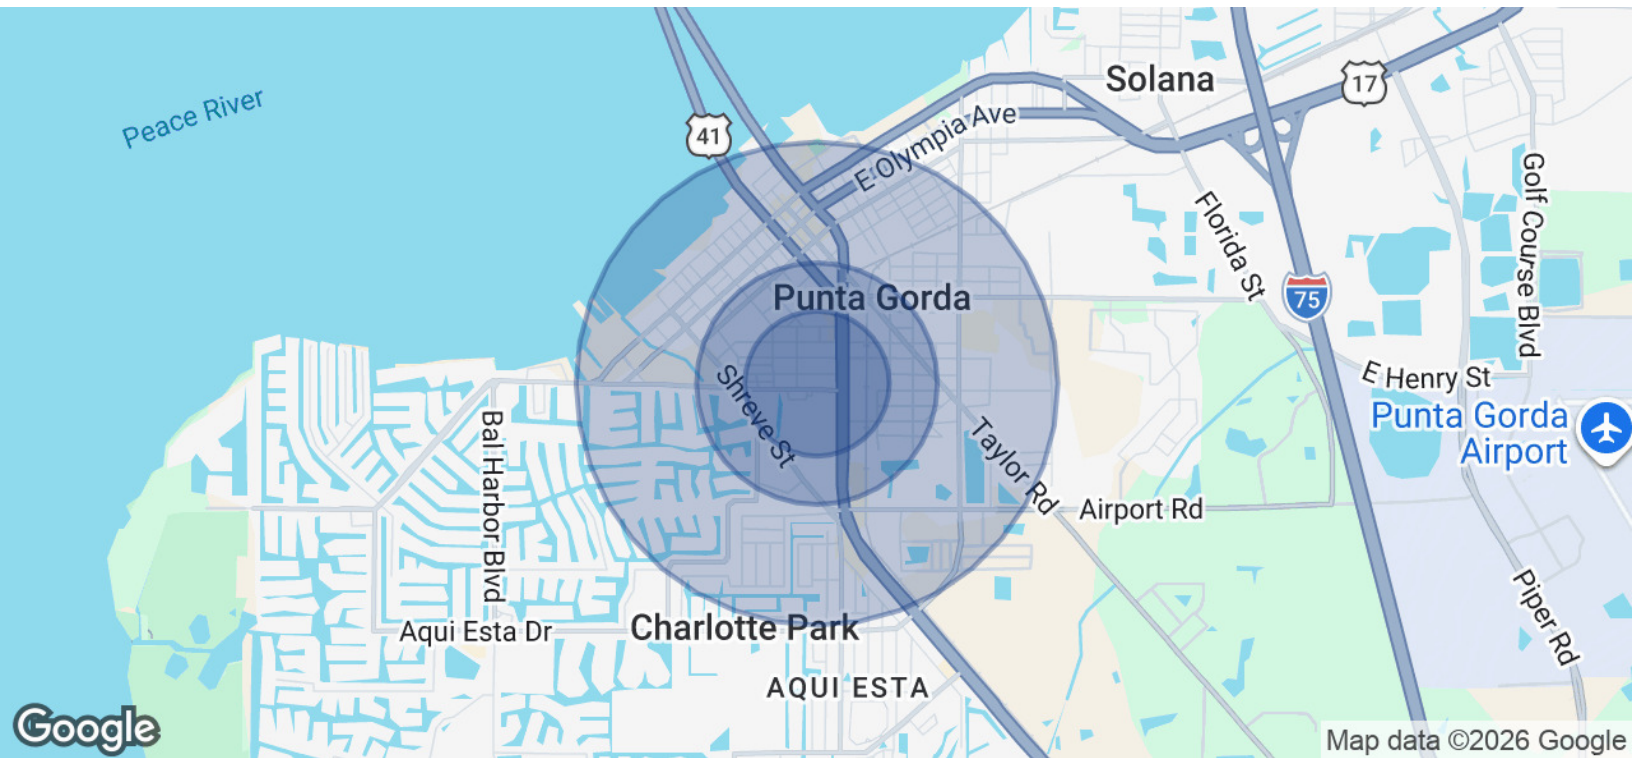 Peace River
Solana
17
41
E Olympia Ave
Golf Course Blvd
Florida St
Punta Gorda
75
Shreve St
E Henry St
Punta Gorda
Airport
Bal Harbor Blvd
Taylor Rd
Airport Rd
Piper Rd
Aqui Esta Dr
Charlotte Park
AQUI ESTA
Google
Map data ©2026 Google